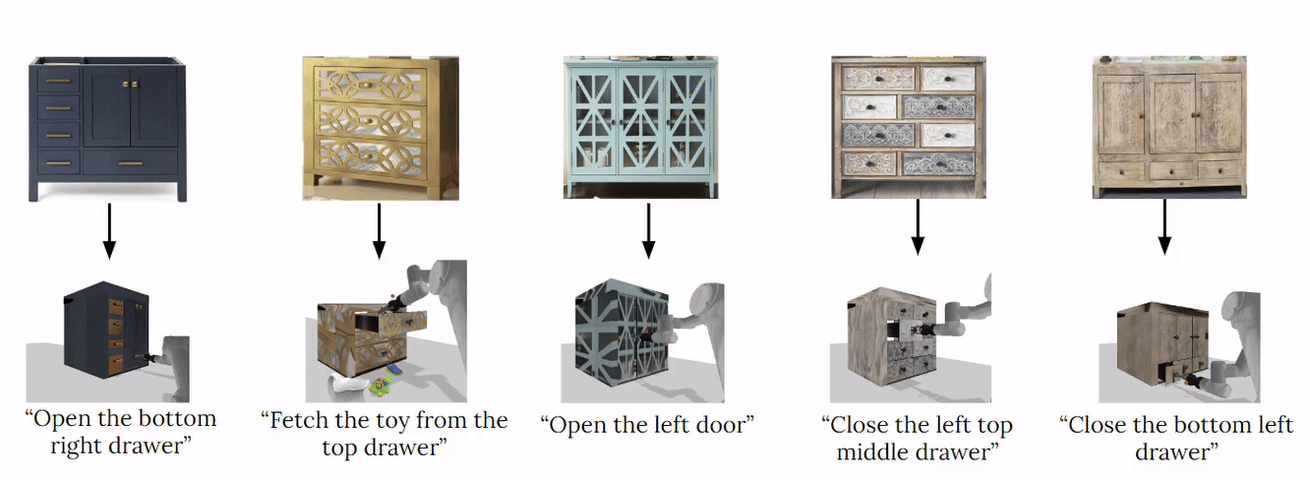 “Open the bottom
right drawer”
“Fetch the toy from the
top drawer”
“Open the left door”
“Close the left top
middle drawer”
“Close the bottom left
drawer”